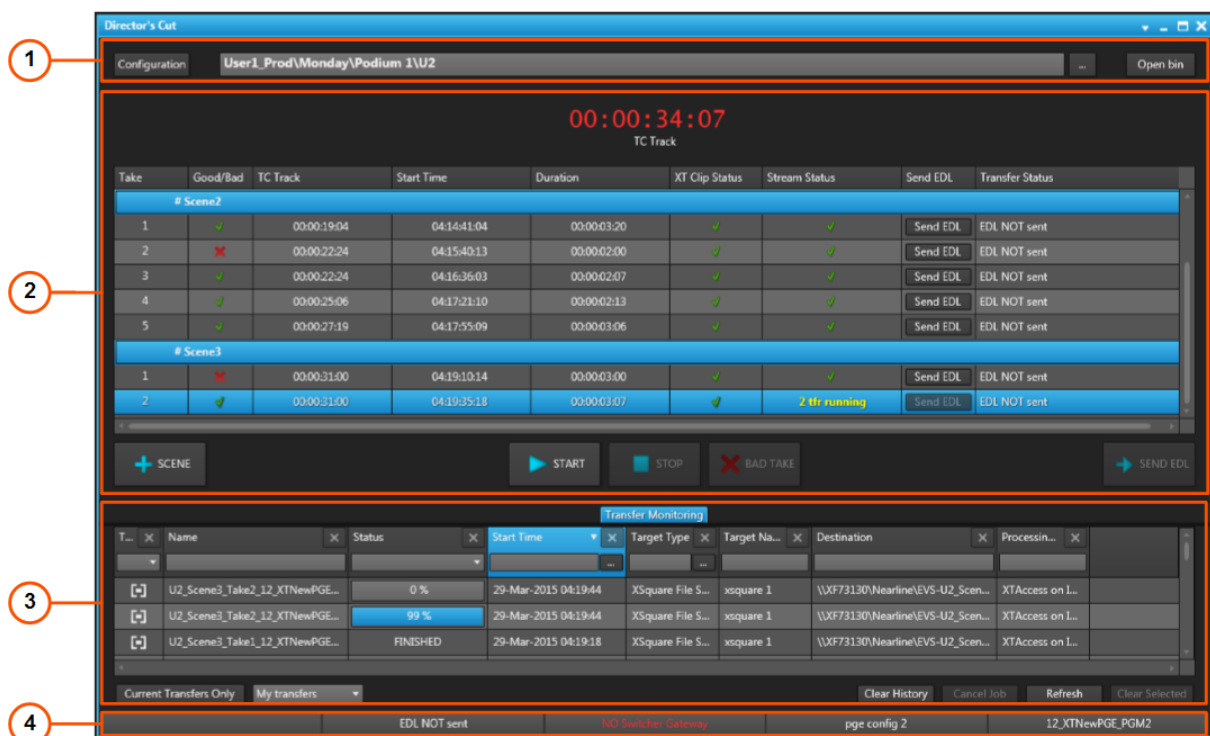 Director's Cut
1
Configuration User1_Prod\Monday\Podium 1\U2 ... Open bin
00:00:34:07
TC Track
Take Good/Bad TC Track Start Time Duration XT Clip Status Stream Status Send EDL Transfer Status
# Scene2
1 00:00:19:04 04:14:41:04 00:00:03:20 Send EDL EDL NOT sent
2 00:00:22:24 04:15:40:13 00:00:02:00 Send EDL EDL NOT sent
2
3 00:00:22:24 04:16:36:03 00:00:02:07 Send EDL EDL NOT sent
4 00:00:25:06 04:17:21:10 00:00:02:13 Send EDL EDL NOT sent
5 00:00:27:19 04:17:55:09 00:00:03:06 Send EDL EDL NOT sent
# Scene3
1 00:00:31:00 04:19:10:14 00:00:03:00 Send EDL EDL NOT sent
2 00:00:31:00 04:19:35:18 00:00:03:07 2 tfr running Send EDL EDL NOT sent
SCENE START STOP BAD TAKE SEND EDL
Transfer Monitoring
T... Name Status Start Time Target Type Target Na... Destination Processin...
... ...
3
U2_Scene3_Take2_12_XTNewPGE... 0 % 29-Mar-2015 04:19:44 XSquare File S... xsquare 1 \\XF73130\Nearline\EVS-U2_Scen... XTAccess on I...
U2_Scene3_Take2_12_XTNewPGE... 99 % 29-Mar-2015 04:19:44 XSquare File S... xsquare 1 \\XF73130\Nearline\EVS-U2_Scen... XTAccess on I...
U2_Scene3_Take1_12_XTNewPGE... FINISHED 29-Mar-2015 04:19:18 XSquare File S... xsquare 1 \\XF73130\Nearline\EVS-U2_Scen... XTAccess on I...
Current Transfers Only My transfers Clear History Cancel Job Refresh Clear Selected
4
EDL NOT sent NO Switcher Gateway pge config 2 12_XTNewPGE_PGM2